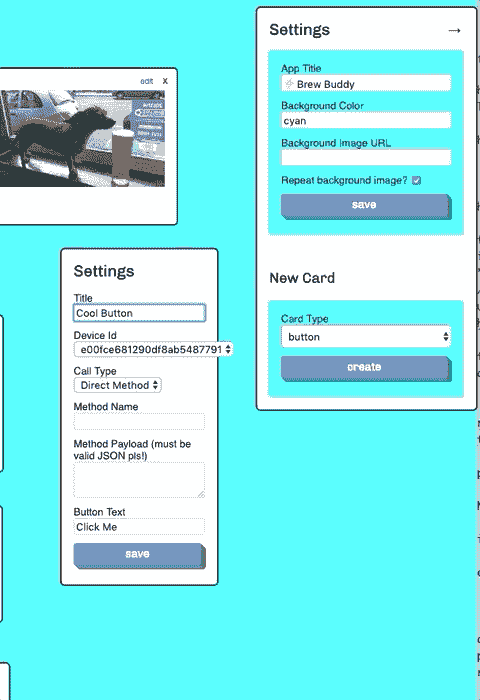 Settings →
App Title
Brew Buddy
Background Color
cyan
Background Image URL
Repeat background image?
save
New Card
Card Type
button
create
edit X
Settings
Title
Cool Button
Device Id
e00fce681290df8ab5487791
Call Type
Direct Method
Method Name
Method Payload (must be
valid JSON pls!)
Button Text
Click Me
save